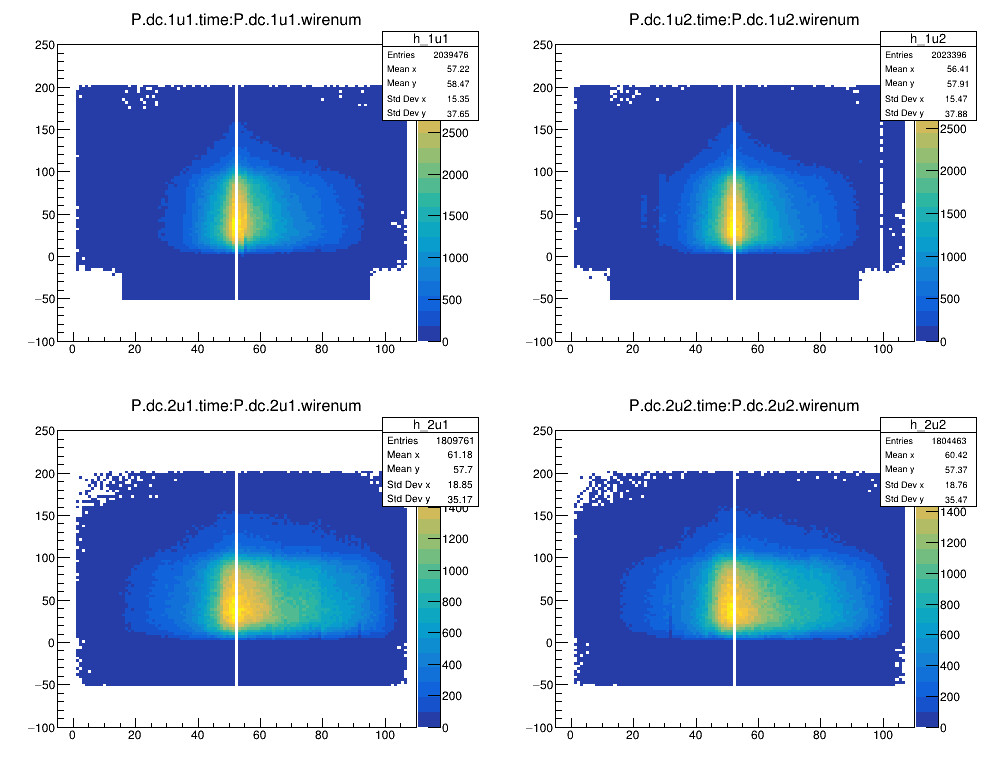 P.dc.1u1.time:P.dc.1u1.wirenum
h_1u1
Entries 2039476
Mean x 57.22
Mean y 58.47
Std Dev x 15.35
Std Dev y 37.65
250
200
150
100
50
0
−50
−100
0 20 40 60 80 100
2500
2000
1500
1000
500
0
P.dc.1u2.time:P.dc.1u2.wirenum
h_1u2
Entries 2023396
Mean x 56.41
Mean y 57.91
Std Dev x 15.47
Std Dev y 37.88
250
200
150
100
50
0
−50
−100
0 20 40 60 80 100
2500
2000
1500
1000
500
0
P.dc.2u1.time:P.dc.2u1.wirenum
h_2u1
Entries 1809761
Mean x 61.18
Mean y 57.7
Std Dev x 18.85
Std Dev y 35.17
250
200
150
100
50
0
−50
−100
0 20 40 60 80 100
1400
1200
1000
800
600
400
200
0
P.dc.2u2.time:P.dc.2u2.wirenum
h_2u2
Entries 1804463
Mean x 60.42
Mean y 57.37
Std Dev x 18.76
Std Dev y 35.47
250
200
150
100
50
0
−50
−100
0 20 40 60 80 100
1400
1200
1000
800
600
400
200
0